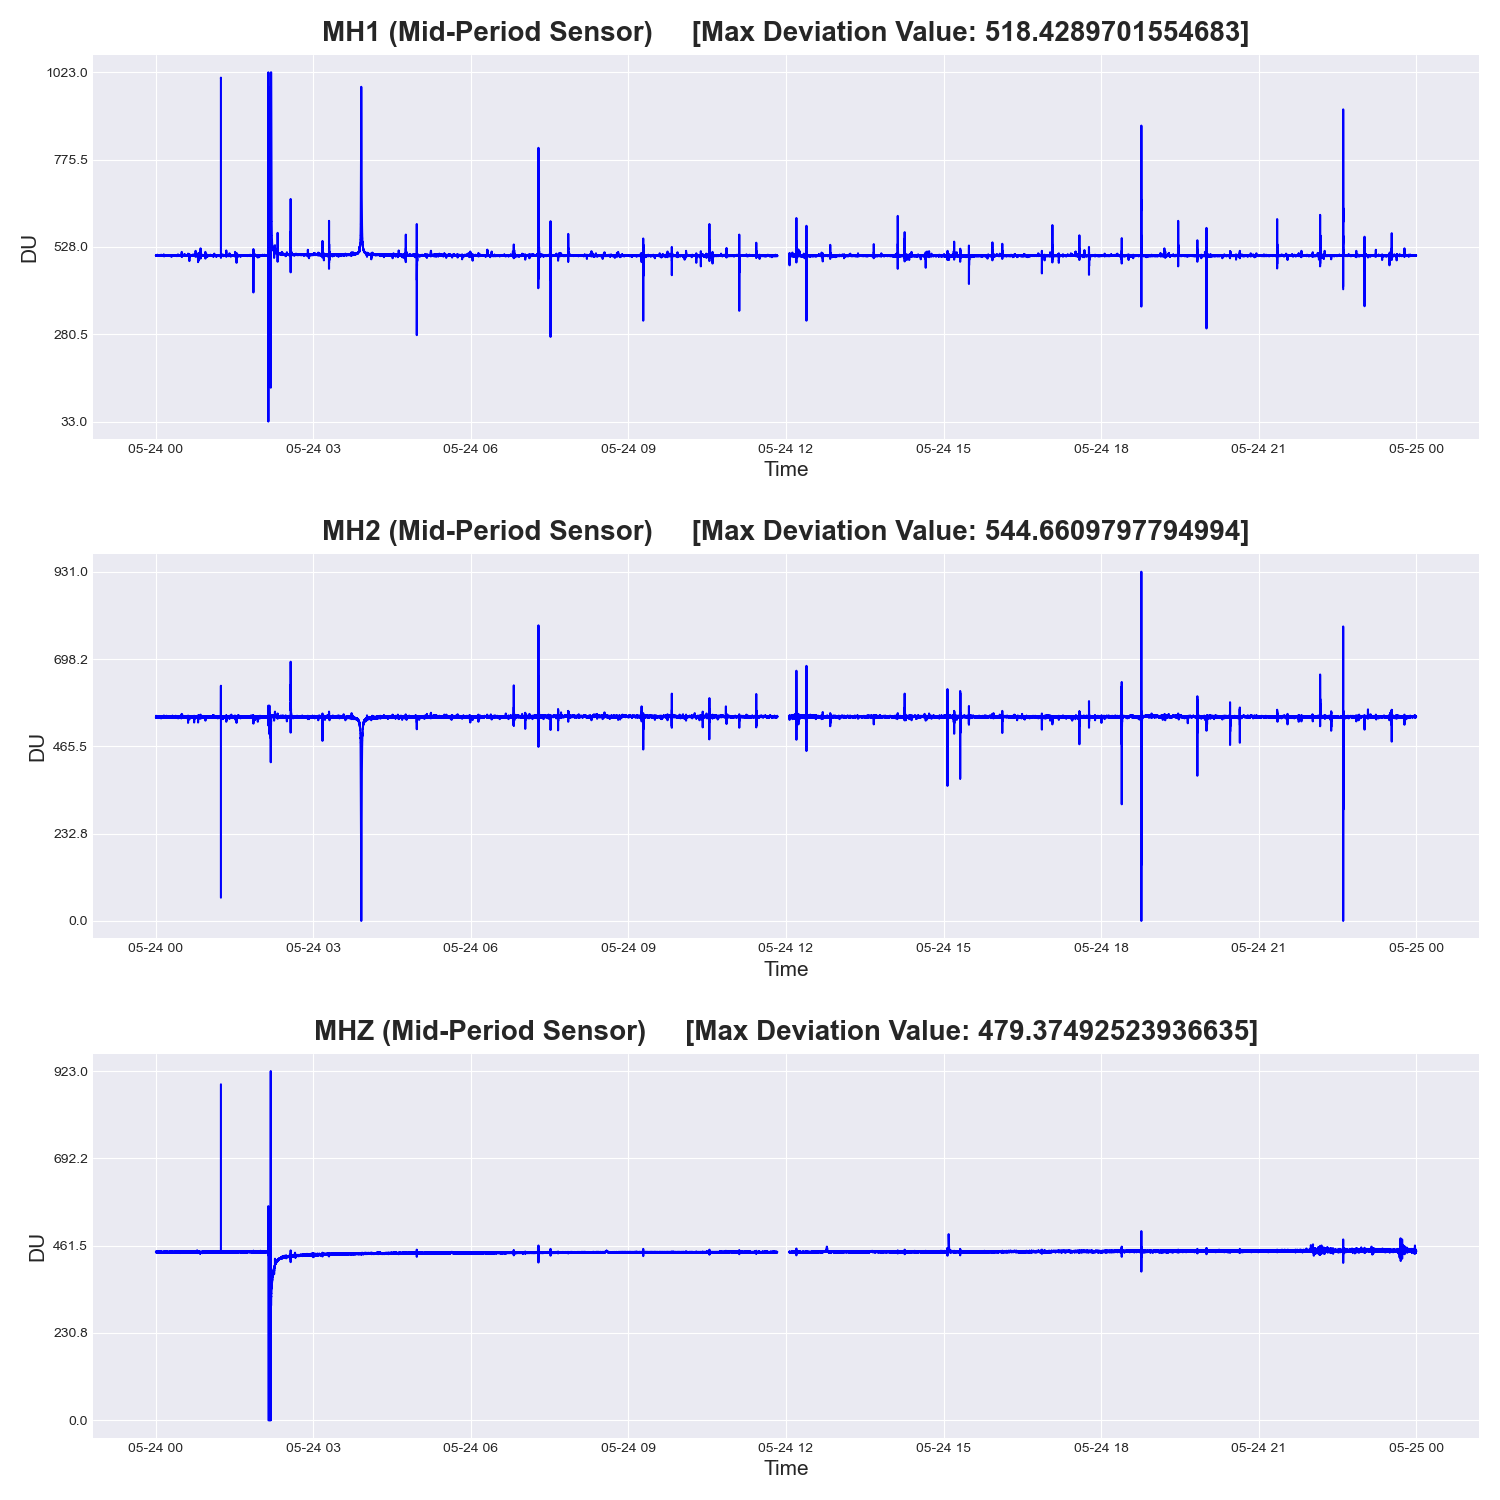 MH1 (Mid-Period Sensor) [Max Deviation Value: 518.4289701554683]
1023.0
775.5
528.0
280.5
33.0
DU
05-24 00 05-24 03 05-24 06 05-24 09 05-24 12 05-24 15 05-24 18 05-24 21 05-25 00
Time
MH2 (Mid-Period Sensor) [Max Deviation Value: 544.6609797794994]
931.0
698.2
465.5
232.8
0.0
DU
05-24 00 05-24 03 05-24 06 05-24 09 05-24 12 05-24 15 05-24 18 05-24 21 05-25 00
Time
MHZ (Mid-Period Sensor) [Max Deviation Value: 479.37492523936635]
923.0
692.2
461.5
230.8
0.0
DU
05-24 00 05-24 03 05-24 06 05-24 09 05-24 12 05-24 15 05-24 18 05-24 21 05-25 00
Time